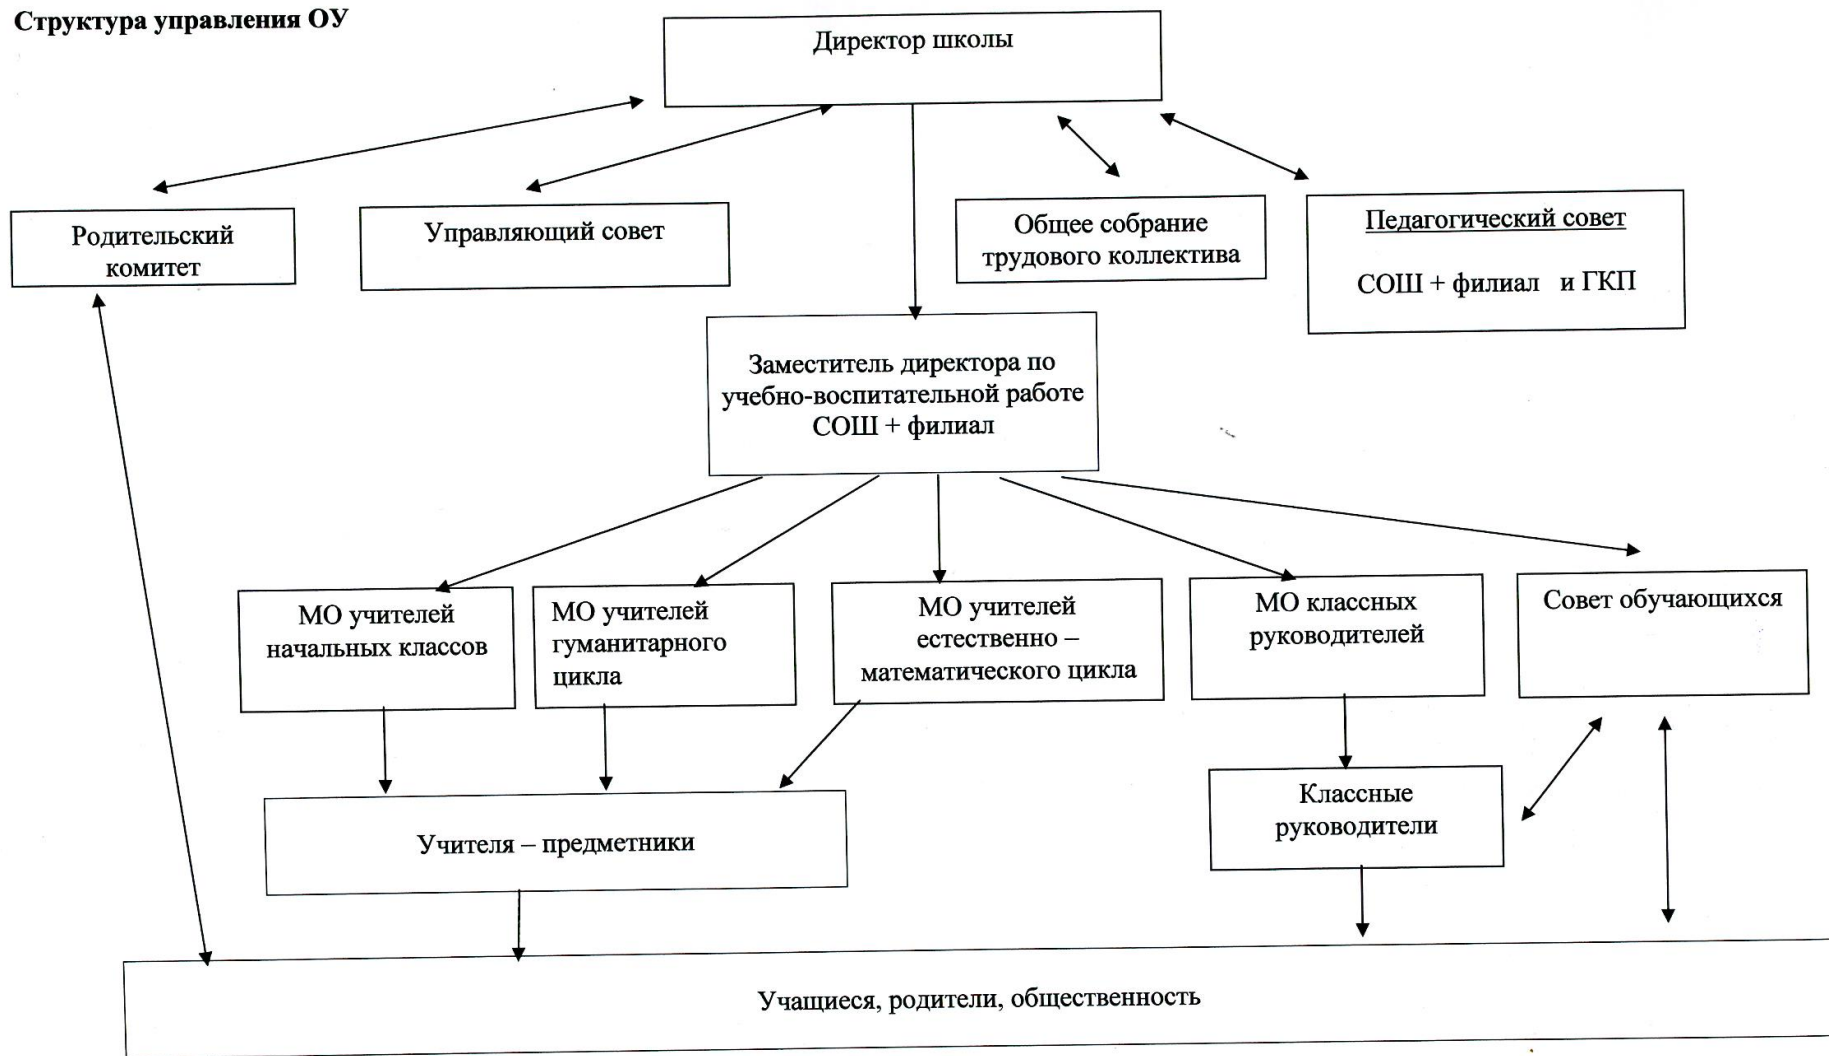 Структура управления ОУ
Директор школы
Родительский
комитет
Управляющий совет
Общее собрание
трудового коллектива
Педагогический совет
СОШ + филиал и ГКП
Заместитель директора по
учебно-воспитательной работе
СОШ + филиал
МО учителей
начальных классов
МО учителей
гуманитарного
цикла
МО учителей
естественно –
математического цикла
МО классных
руководителей
Совет обучающихся
Учителя – предметники
Классные
руководители
Учащиеся, родители, общественность